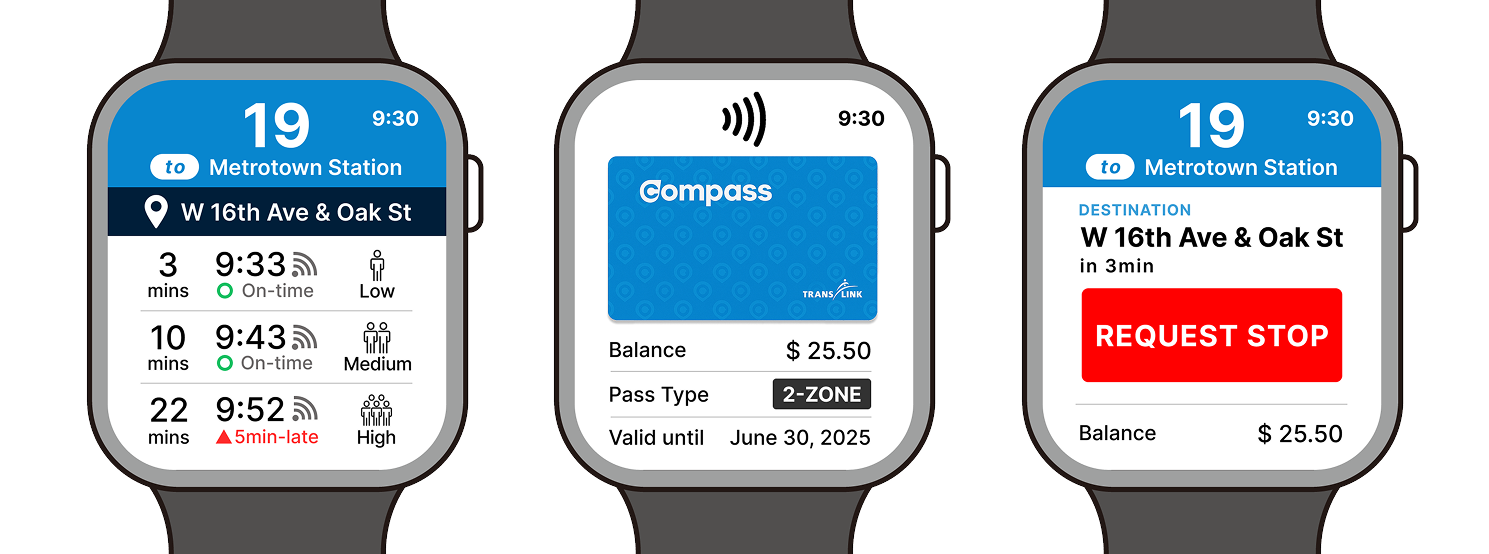 19
9:30
to Metrotown Station
W 16th Ave & Oak St
3 mins
9:33
On-time
Low
10 mins
9:43
On-time
Medium
22 mins
9:52
5min-late
High
9:30
Compass
TRANSLINK
Balance $ 25.50
Pass Type 2-ZONE
Valid until June 30, 2025
19
9:30
to Metrotown Station
DESTINATION
W 16th Ave & Oak St
in 3min
REQUEST STOP
Balance $ 25.50